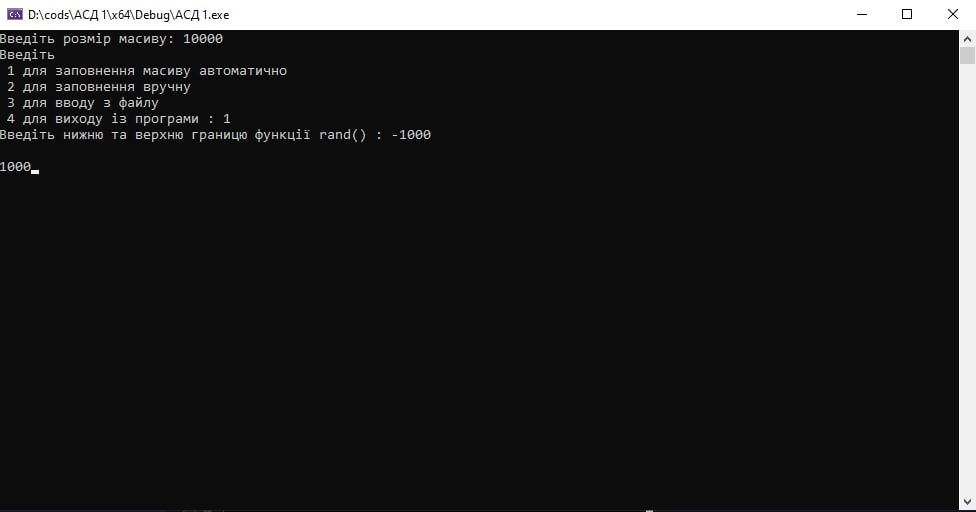 D:\cods\АСД 1\x64\Debug\АСД 1.exe
Введіть розмір масиву: 10000
Введіть
1 для заповнення масиву автоматично
2 для заповнення вручну
3 для вводу з файлу
4 для виходу із програми : 1
Введіть нижню та верхню границю функції rand() : -1000
1000